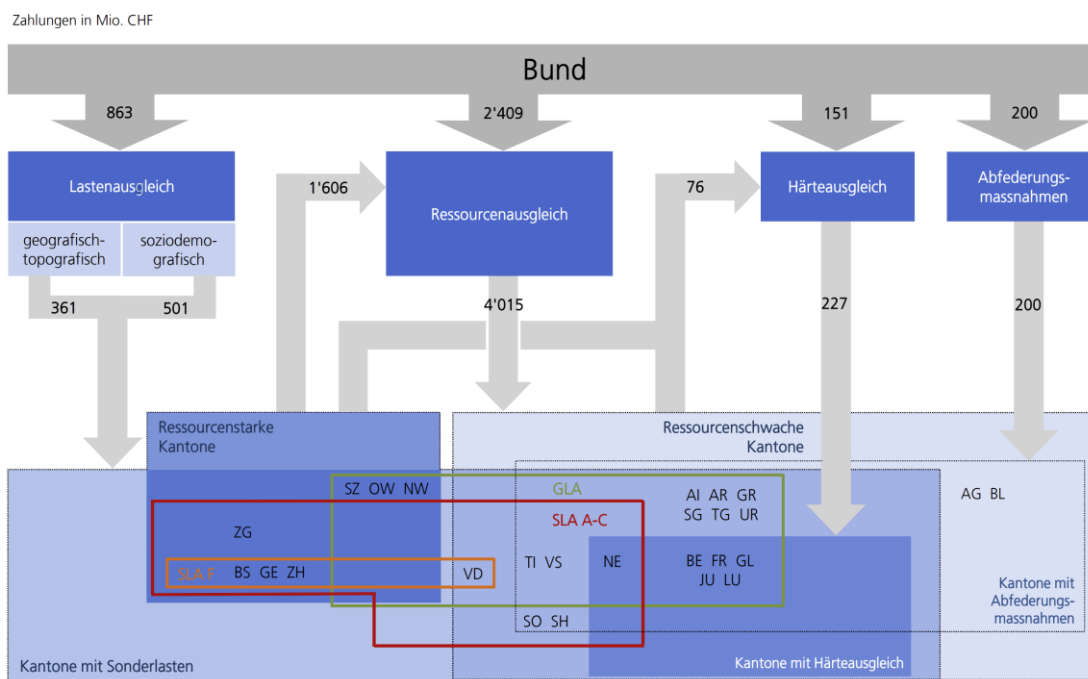 Zahlungen in Mio. CHF
Bund
863
2'409
151
200
Lastenausgleich
geografisch-
topografisch
soziodemo-
grafisch
1'606
Ressourcenausgleich
76
Härteausgleich
Abfederungs-
massnahmen
361
501
4'015
227
200
Ressourcenstarke
Kantone
Ressourcenschwache
Kantone
SZ OW NW
GLA
AI AR GR
SG TG UR
AG BL
ZG
SLA A-C
SLA F
BS GE ZH
VD
TI VS
NE
BE FR GL
JU LU
SO SH
Kantone mit
Abfederungs-
massnahmen
Kantone mit Sonderlasten
Kantone mit Härteausgleich